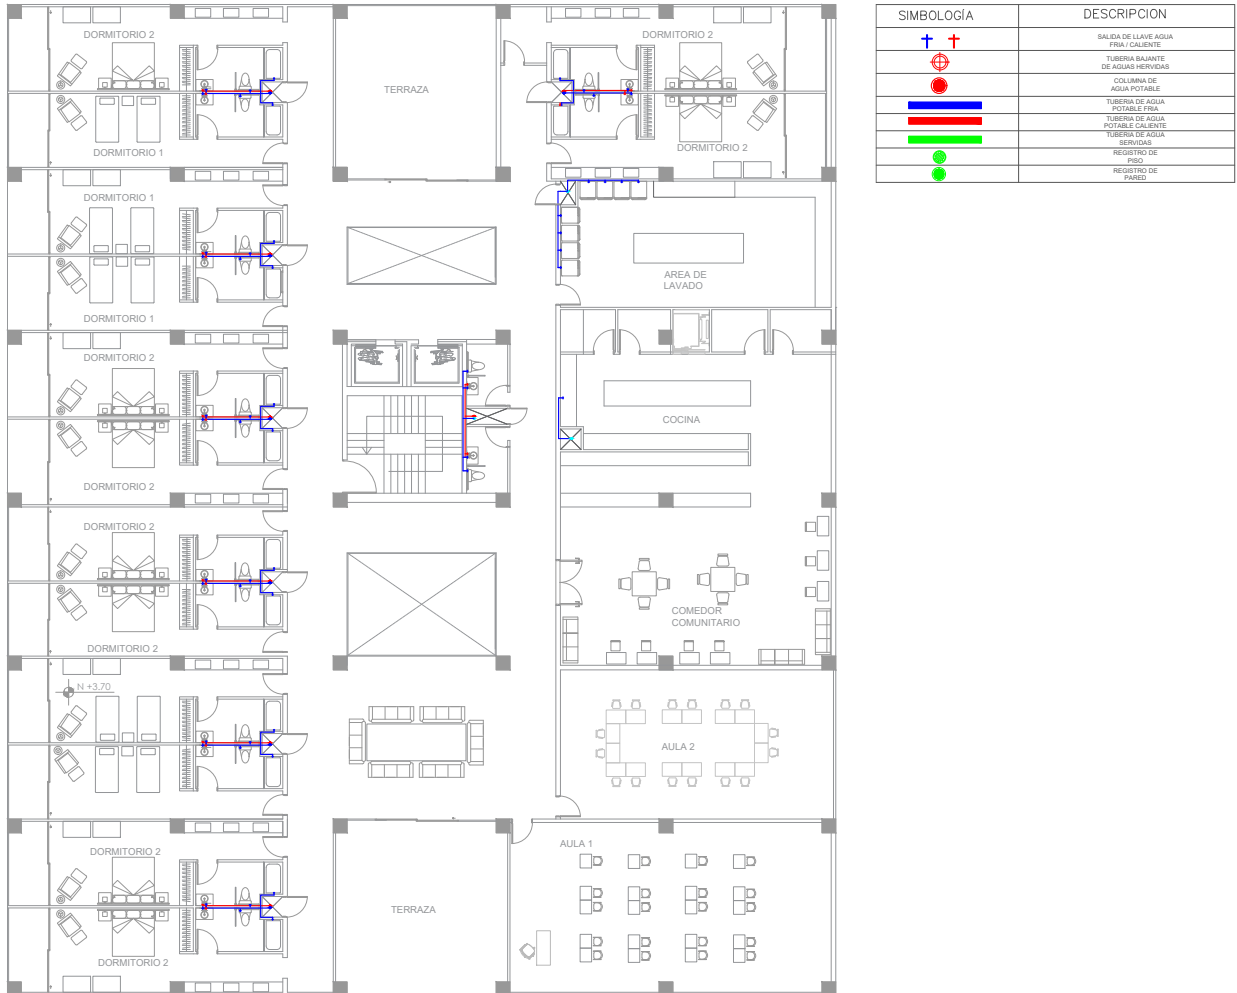 SIMBOLOGÍA
DESCRIPCION
SALIDA DE LLAVE AGUA
FRIA / CALIENTE
TUBERIA BAJANTE
DE AGUAS HERVIDAS
COLUMNA DE
AGUA POTABLE
TUBERIA DE AGUA
POTABLE FRIA
TUBERIA DE AGUA
POTABLE CALIENTE
TUBERIA DE AGUA
SERVIDAS
REGISTRO DE
PISO
REGISTRO DE
PARED
DORMITORIO 2
DORMITORIO 2
TERRAZA
DORMITORIO 1
DORMITORIO 2
DORMITORIO 1
AREA DE
LAVADO
DORMITORIO 1
DORMITORIO 2
COCINA
DORMITORIO 2
DORMITORIO 2
COMEDOR
COMUNITARIO
DORMITORIO 2
N +3.70
AULA 2
AULA 1
DORMITORIO 2
TERRAZA
DORMITORIO 2